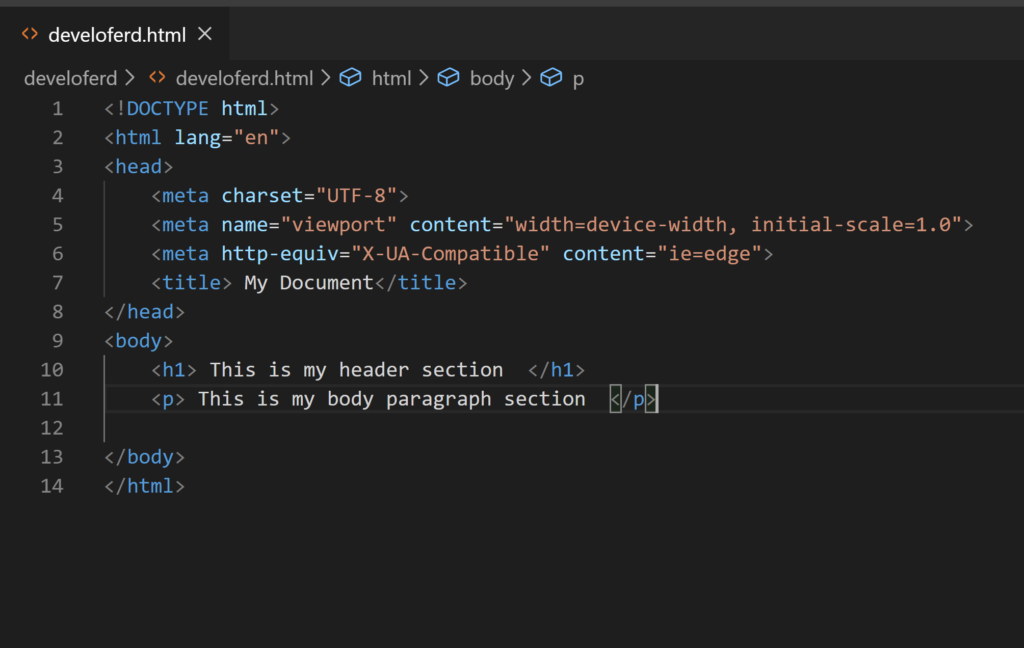 develoferd.html
develoferd > develoferd.html > html > body > p
1 <!DOCTYPE html>
2 <html lang="en">
3 <head>
4     <meta charset="UTF-8">
5     <meta name="viewport" content="width=device-width, initial-scale=1.0">
6     <meta http-equiv="X-UA-Compatible" content="ie=edge">
7     <title> My Document</title>
8 </head>
9 <body>
10     <h1> This is my header section  </h1>
11     <p> This is my body paragraph section  </p>
12
13 </body>
14 </html>